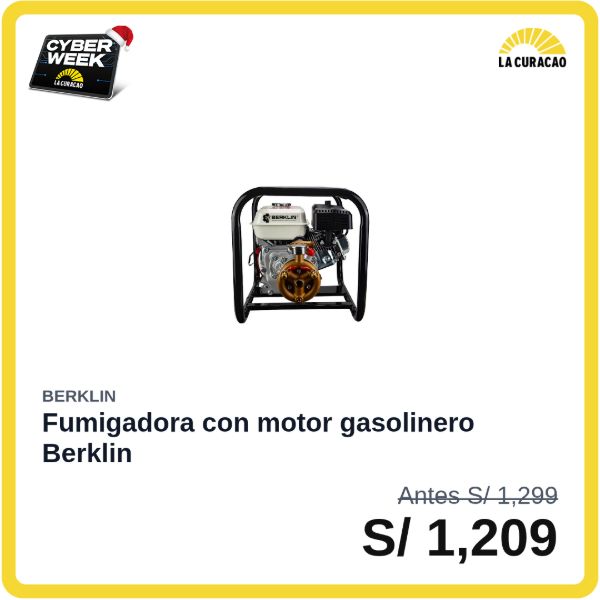 CYBER
WEEK
LA CURACAO
LA CURACAO
BERKLIN
BERKLIN
Fumigadora con motor gasolinero
Berklin
Antes S/ 1,299
S/ 1,209